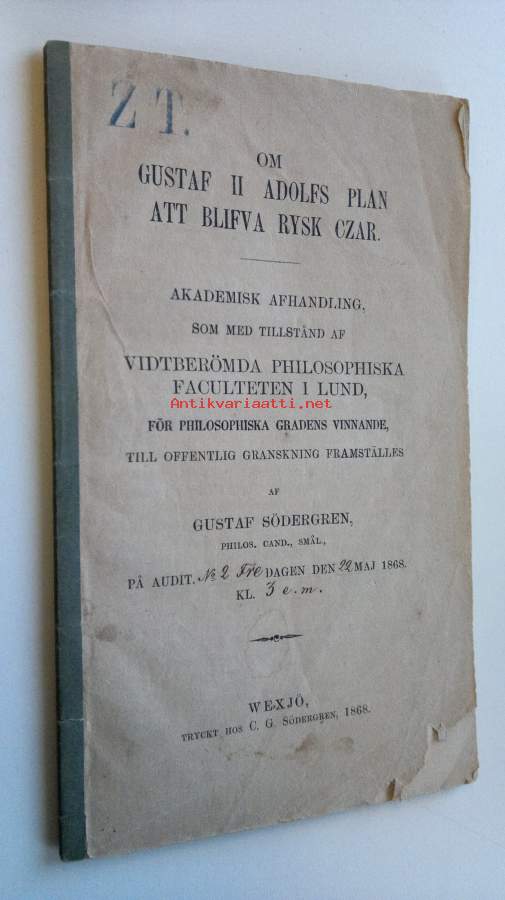 Z T.
OM
GUSTAF II ADOLFS PLAN
ATT BLIFVA RYSK CZAR.
AKADEMISK AFHANDLING,
SOM MED TILLSTÅND AF
VIDTBERÖMDA PHILOSOPHISKA
FACULTETEN I LUND,
Antikvariaatti.net
FÖR PHILOSOPHISKA GRADENS VINNANDE,
TILL OFFENTLIG GRANSKNING FRAMSTÄLLES
AF
GUSTAF SÖDERGREN,
PHILOS. CAND., SMÅL.,
PÅ AUDIT. No 2 Fre DAGEN DEN 22 MAJ 1868.
KL. 3 e.m.
WEXJÖ,
TRYCKT HOS C. G. SÖDERGREN, 1868.